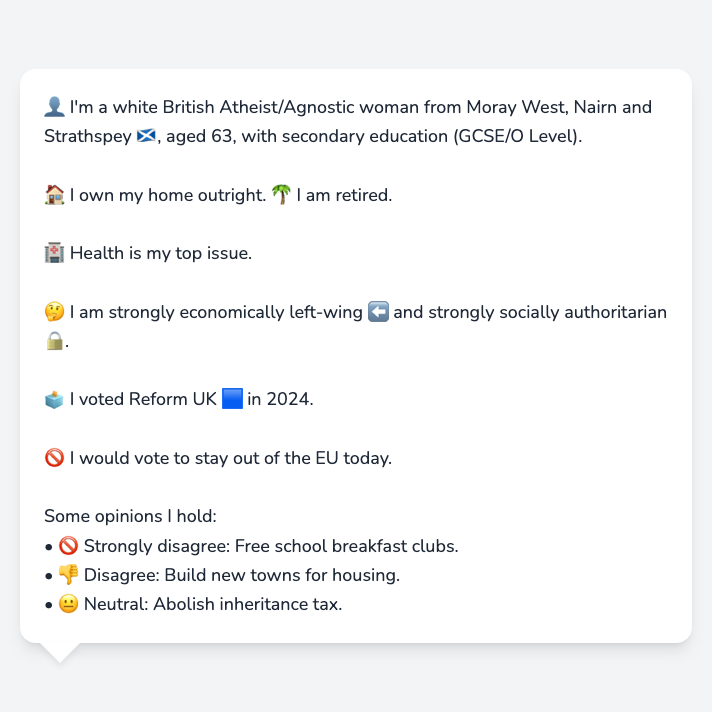 👤 I'm a white British Atheist/Agnostic woman from Moray West, Nairn and
Strathspey 🏴󠁧󠁢󠁳󠁣󠁴󠁿, aged 63, with secondary education (GCSE/O Level).
🏠 I own my home outright. 🌴 I am retired.
🏥 Health is my top issue.
🤔 I am strongly economically left-wing ⬅️ and strongly socially authoritarian
🔒.
🗳️ I voted Reform UK 🟦 in 2024.
🚫 I would vote to stay out of the EU today.
Some opinions I hold:
• 🚫 Strongly disagree: Free school breakfast clubs.
• 👎 Disagree: Build new towns for housing.
• 😐 Neutral: Abolish inheritance tax.